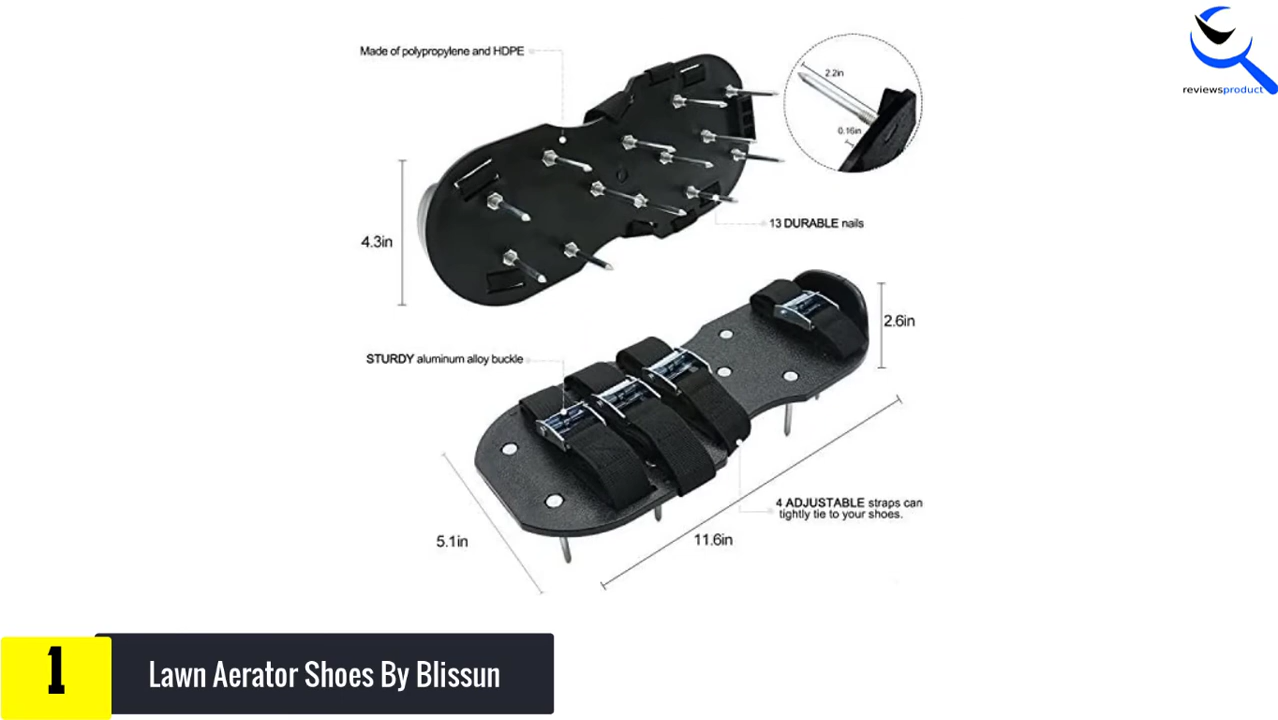 Made of polypropylene and HDPE
2.2in
0.16in
reviewsproduct
4.3in
13 DURABLE nails
2.6in
STURDY aluminum alloy buckle
4 ADJUSTABLE straps can
tightly tie to your shoes.
5.1in
11.6in
1
Lawn Aerator Shoes By Blissun